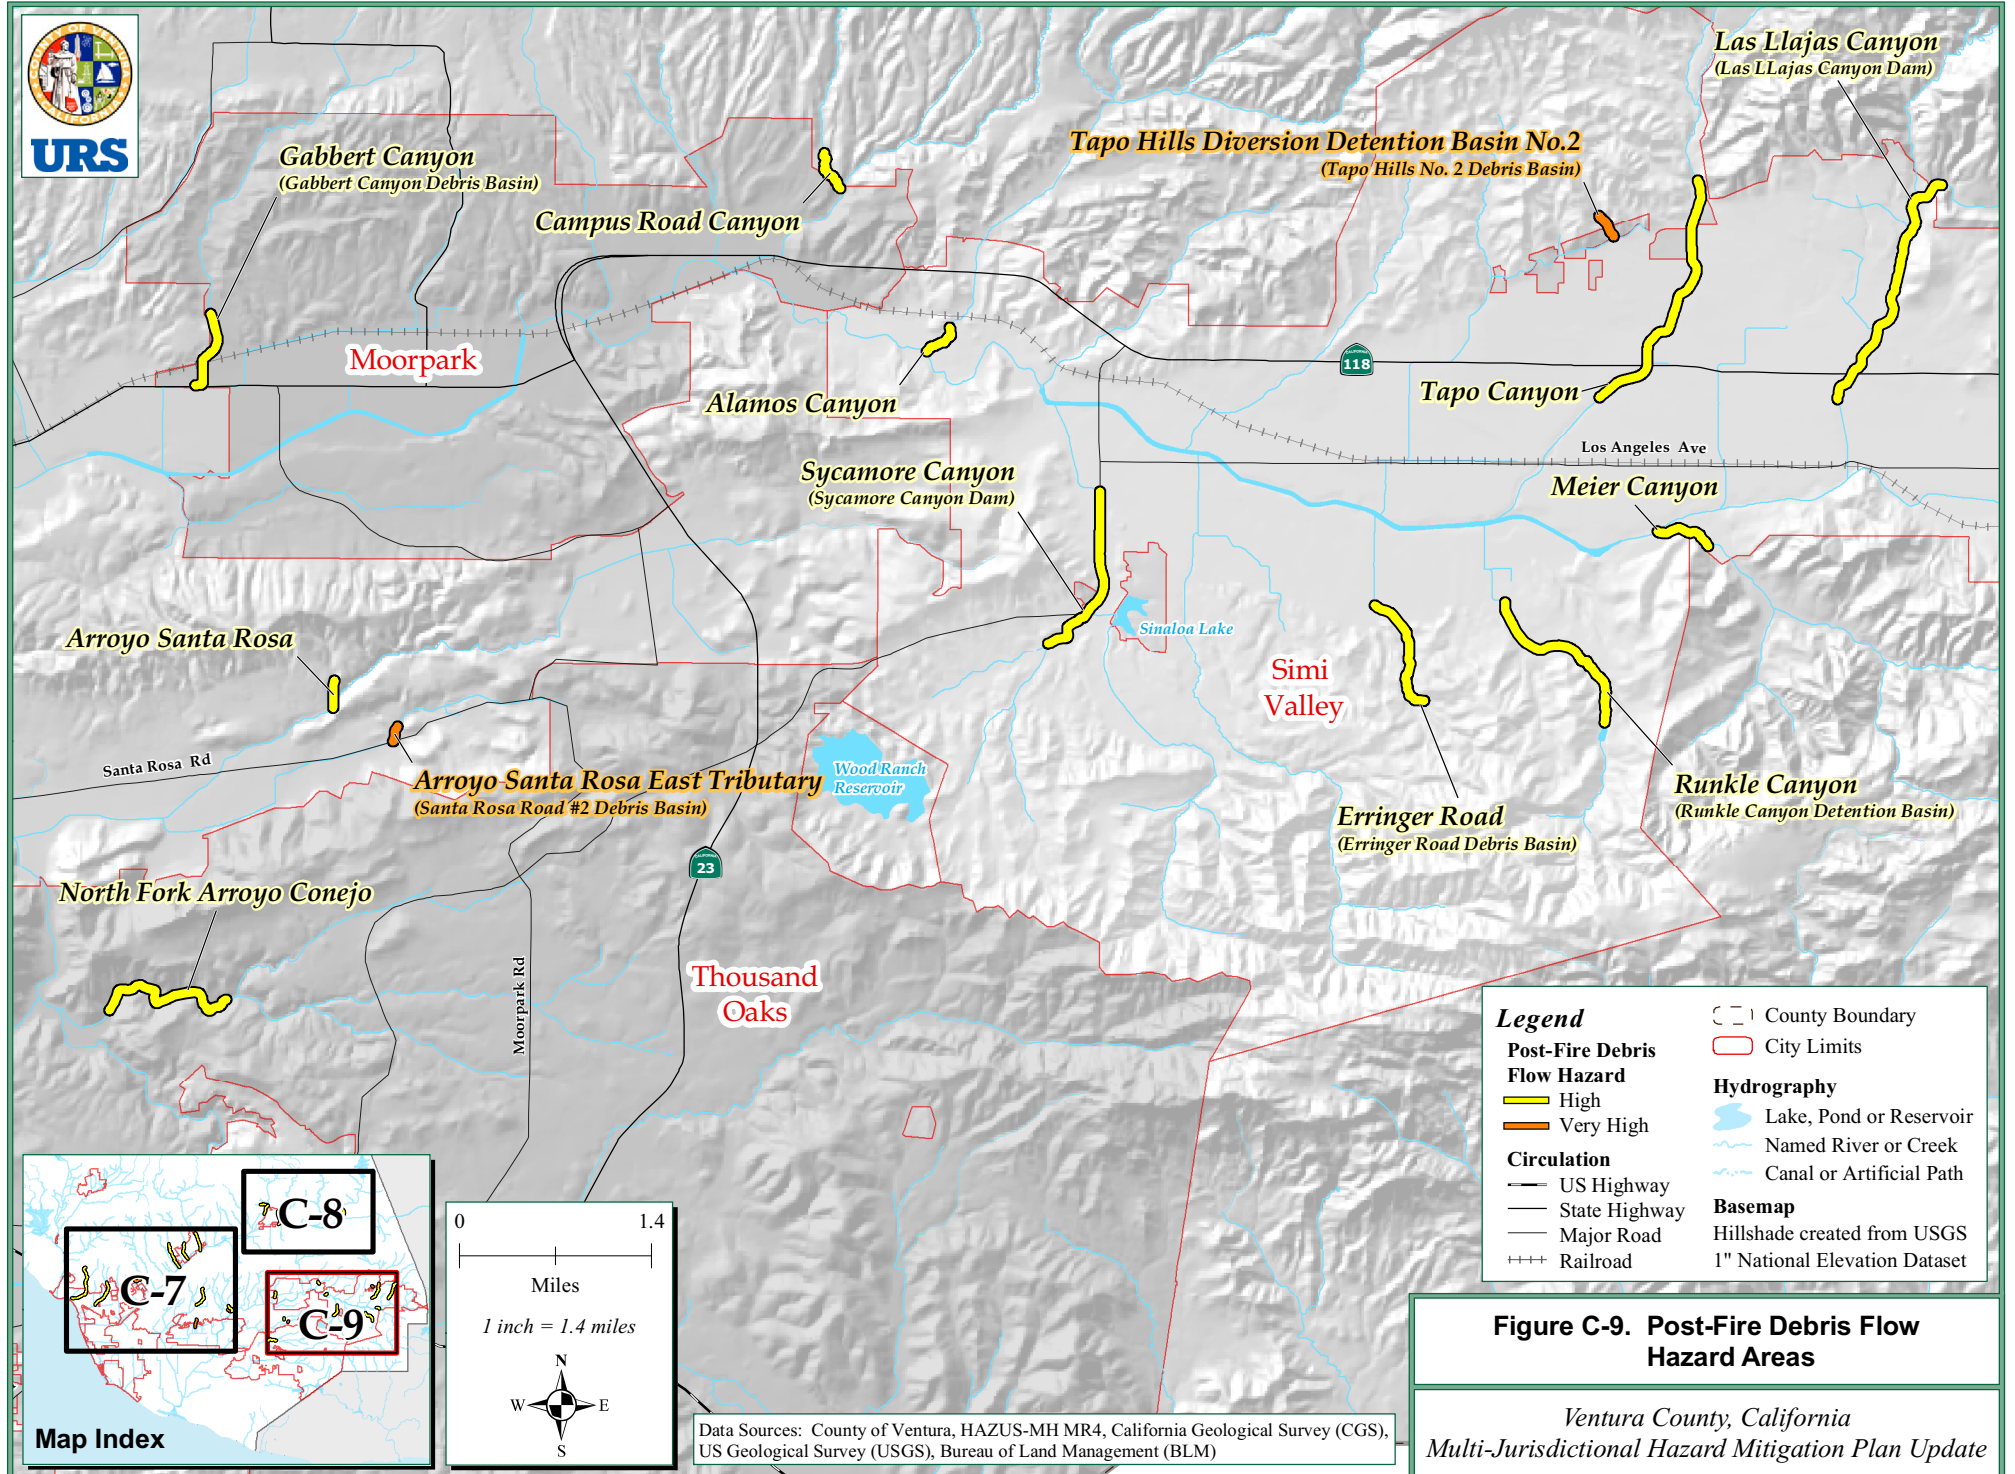 COUNTY OF VENTURA
CALIFORNIA
URS
Las Llajas Canyon
(Las LLajas Canyon Dam)
Tapo Hills Diversion Detention Basin No.2
(Tapo Hills No. 2 Debris Basin)
Gabbert Canyon
(Gabbert Canyon Debris Basin)
Campus Road Canyon
Moorpark
CALIFORNIA
118
Alamos Canyon
Tapo Canyon
Los Angeles Ave
Sycamore Canyon
(Sycamore Canyon Dam)
Meier Canyon
Arroyo Santa Rosa
Sinaloa Lake
Simi
Valley
Santa Rosa Rd
Arroyo Santa Rosa East Tributary
(Santa Rosa Road #2 Debris Basin)
Wood Ranch
Reservoir
Runkle Canyon
(Runkle Canyon Detention Basin)
Erringer Road
(Erringer Road Debris Basin)
CALIFORNIA
23
North Fork Arroyo Conejo
Moorpark Rd
Thousand
Oaks
Legend
Post-Fire Debris
Flow Hazard
High
Very High
Circulation
US Highway
State Highway
Major Road
Railroad
County Boundary
City Limits
Hydrography
Lake, Pond or Reservoir
Named River or Creek
Canal or Artificial Path
Basemap
Hillshade created from USGS
1" National Elevation Dataset
C-8
C-7
C-9
Map Index
0 1.4
Miles
1 inch = 1.4 miles
N
W E
S
Data Sources: County of Ventura, HAZUS-MH MR4, California Geological Survey (CGS),
US Geological Survey (USGS), Bureau of Land Management (BLM)
Figure C-9. Post-Fire Debris Flow
Hazard Areas
Ventura County, California
Multi-Jurisdictional Hazard Mitigation Plan Update